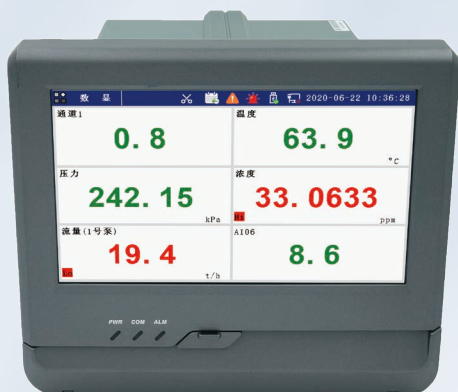 数 显 2020-06-22 10:36:28
通道1 温度
0.8 63.9
°C
压力 浓度
242.15 33.0633
kPa Hi ppm
流量(1号泵) AI06
19.4 8.6
Lo t/h
PWR COM ALM